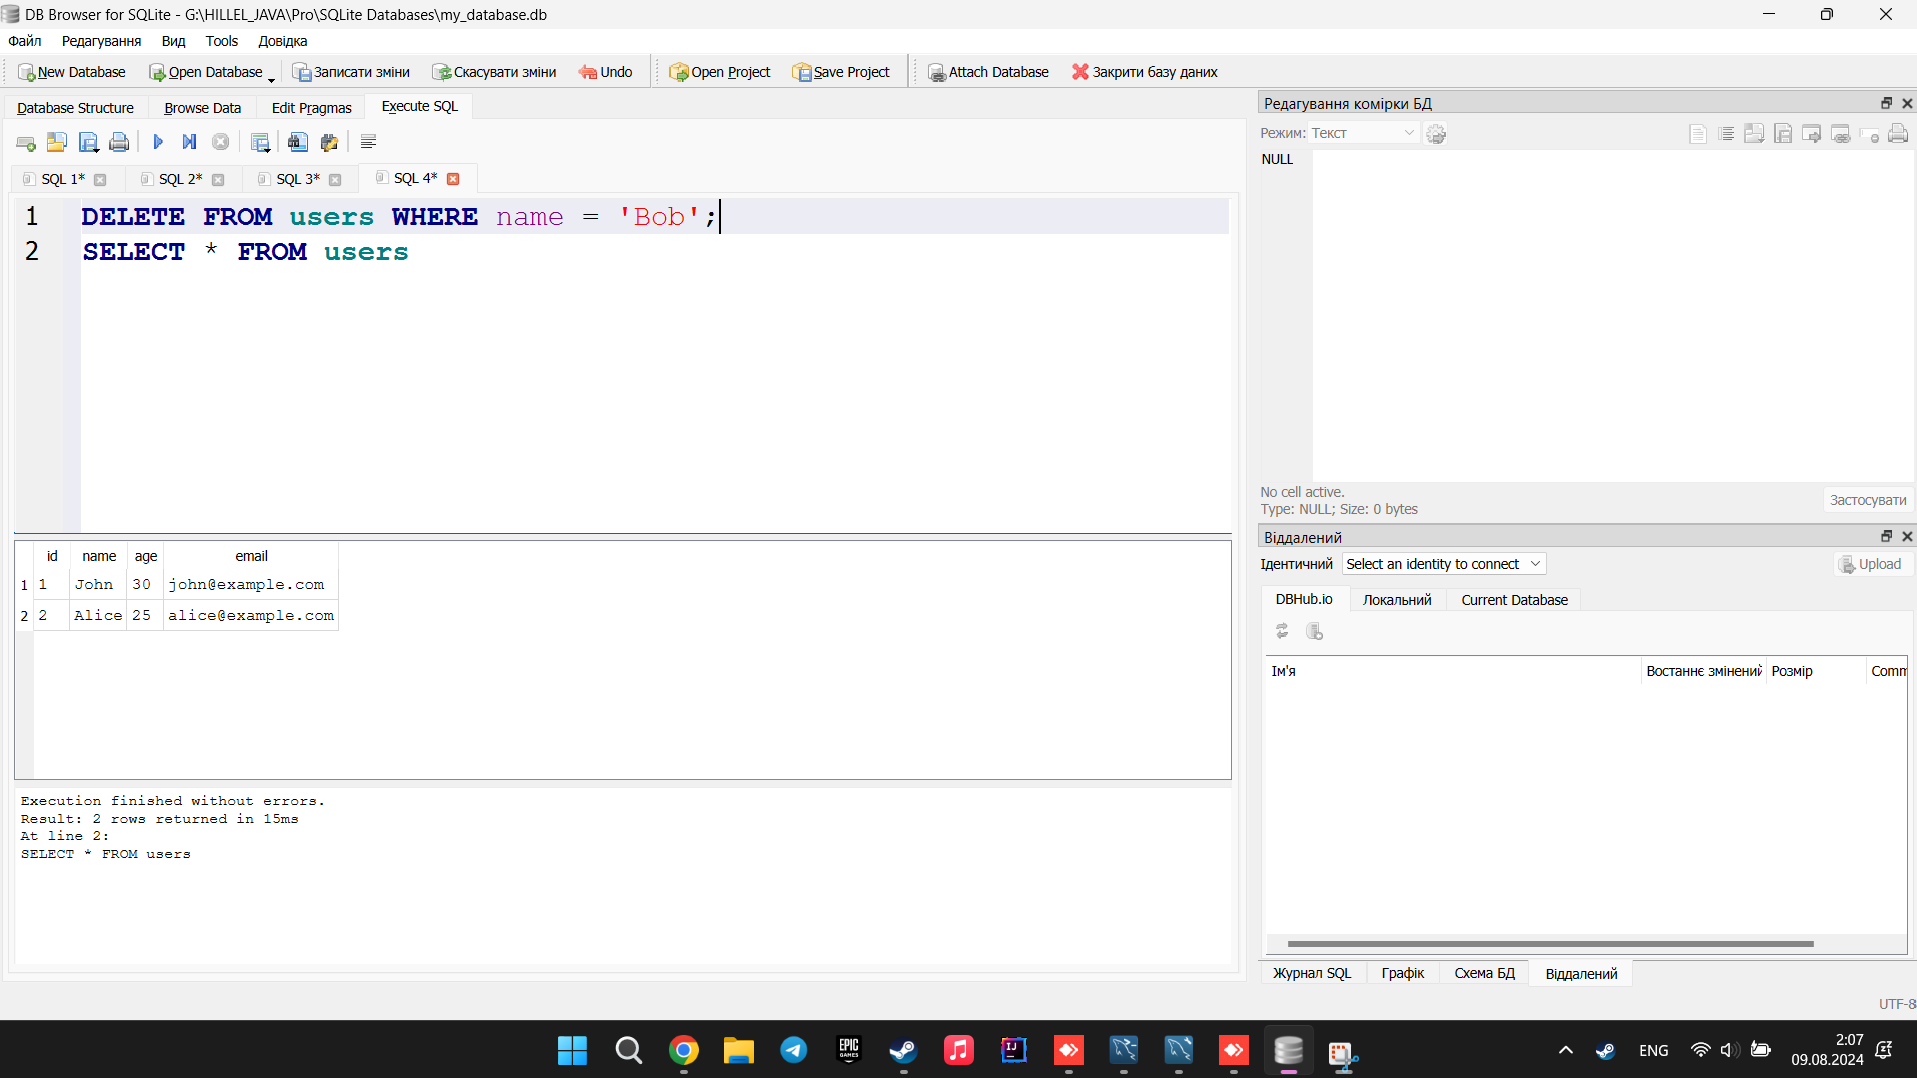 DB Browser for SQLite - G:\HILLEL_JAVA\Pro\SQLite Databases\my_database.db
Файл Редагування Вид Tools Довідка
New Database Open Database Записати зміни Скасувати зміни Undo Open Project Save Project Attach Database Закрити базу даних
Database Structure Browse Data Edit Pragmas Execute SQL
SQL 1* SQL 2* SQL 3* SQL 4*
1 DELETE FROM users WHERE name = 'Bob';
2 SELECT * FROM users
id name age email
1 1 John 30 john@example.com
2 2 Alice 25 alice@example.com
Execution finished without errors.
Result: 2 rows returned in 15ms
At line 2:
SELECT * FROM users
Редагування комірки БД
Режим: Текст
NULL
No cell active.
Type: NULL; Size: 0 bytes
Застосувати
Віддалений
Ідентичний Select an identity to connect Upload
DBHub.io Локальний Current Database
Ім'я Востаннє змінений Розмір Comm
Журнал SQL Графік Схема БД Віддалений
UTF-8
EPIC GAMES
IJ
ENG
2:07
09.08.2024